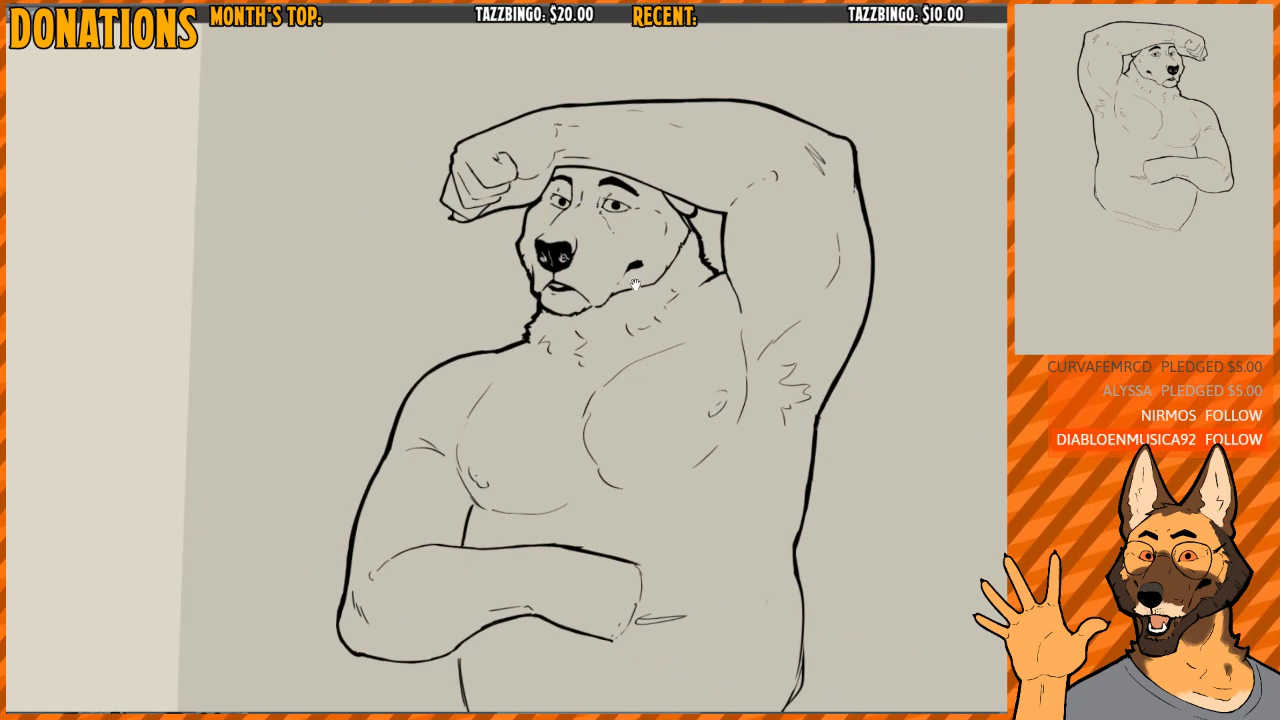 DONATIONS
MONTH'S TOP: TAZZBINGO: $20.00 RECENT: TAZZBINGO: $10.00
CURVAFEMRCD PLEDGED $5.00
ALYSSA PLEDGED $5.00
NIRMOS FOLLOW
DIABLOENMUSICA92 FOLLOW